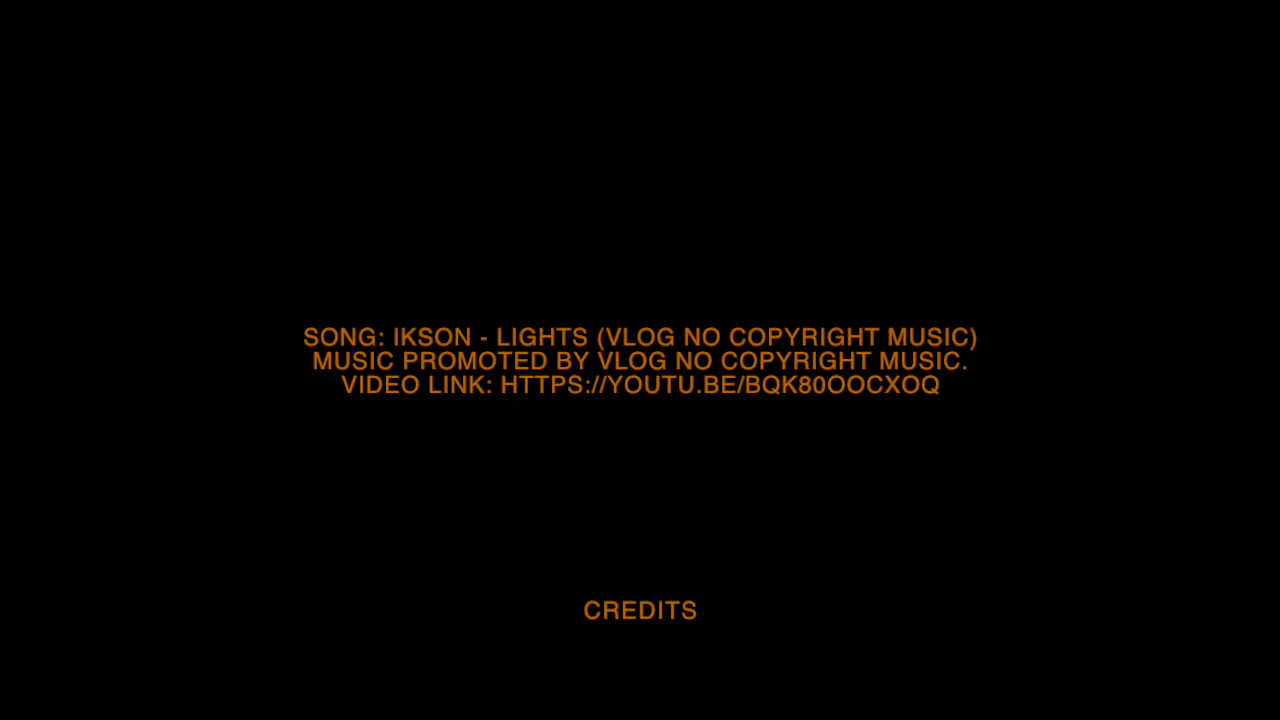 SONG: IKSON - LIGHTS (VLOG NO COPYRIGHT MUSIC)
MUSIC PROMOTED BY VLOG NO COPYRIGHT MUSIC.
VIDEO LINK: HTTPS://YOUTU.BE/BQK80OOCXOQ
CREDITS